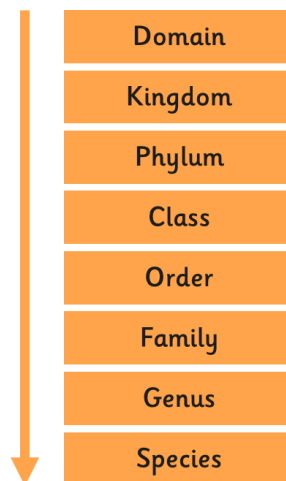 Domain
Kingdom
Phylum
Class
Order
Family
Genus
Species